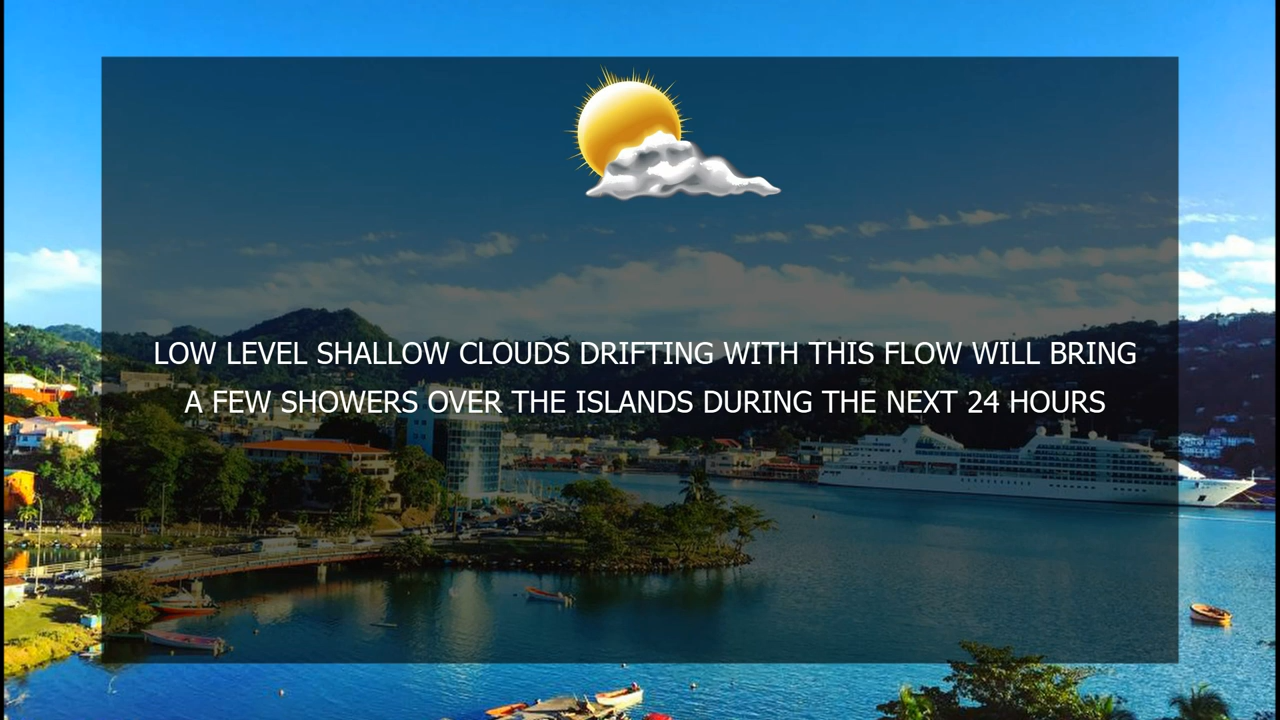 LOW LEVEL SHALLOW CLOUDS DRIFTING WITH THIS FLOW WILL BRING
A FEW SHOWERS OVER THE ISLANDS DURING THE NEXT 24 HOURS